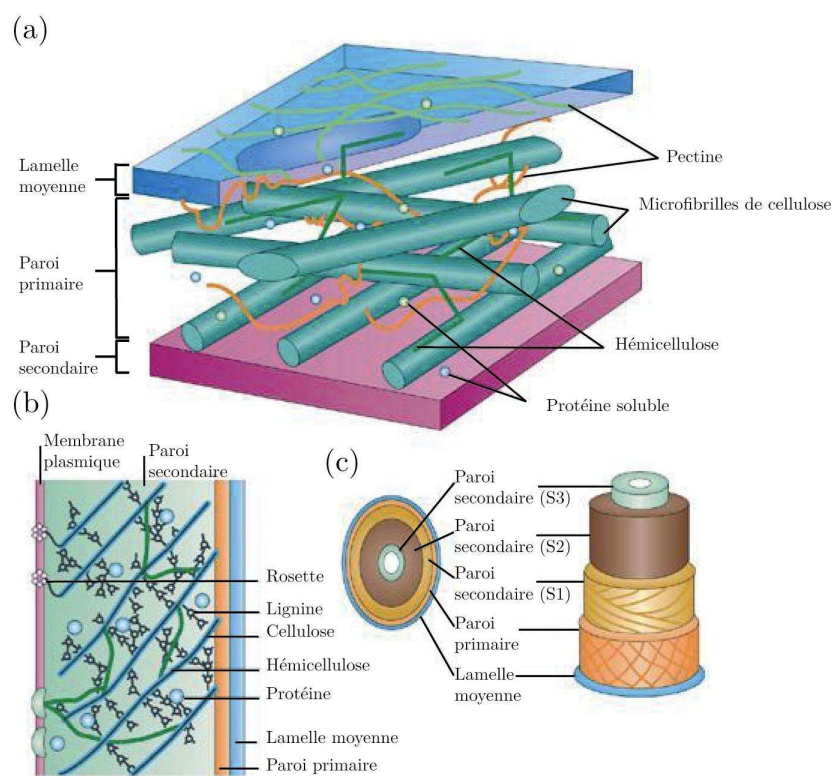 (a)
Lamelle
moyenne
Paroi
primaire
Paroi
secondaire
Pectine
Microfibrilles de cellulose
Hémicellulose
Protéine soluble
(b)
Membrane
plasmique
Paroi
secondaire
Rosette
Lignine
Cellulose
Hémicellulose
Protéine
Lamelle moyenne
Paroi primaire
(c)
Paroi
secondaire (S3)
Paroi
secondaire (S2)
Paroi
secondaire (S1)
Paroi
primaire
Lamelle
moyenne